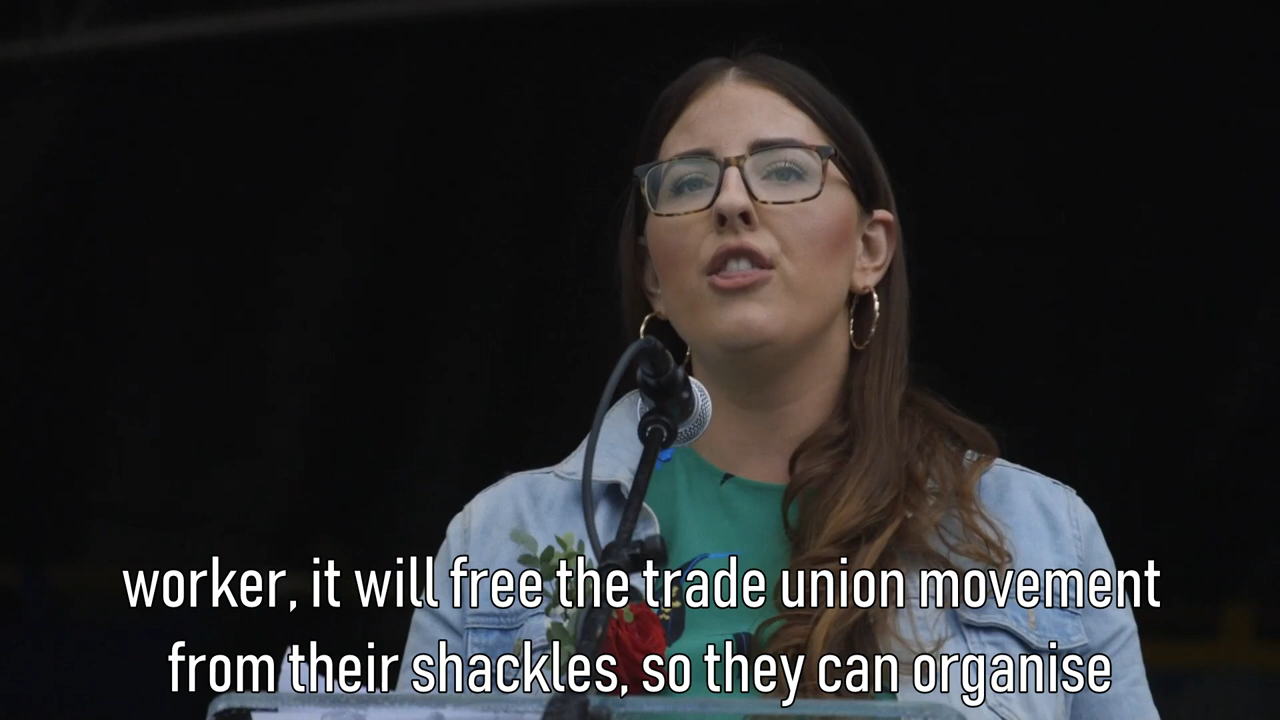 worker, it will free the trade union movement
from their shackles, so they can organise